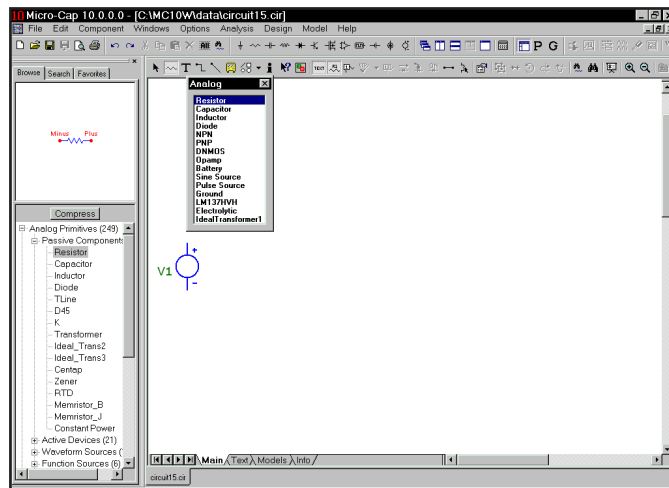 10 Micro-Cap 10.0.0.0 - [C:\MC10W\data\circuit15.cir]
File Edit Component Windows Options Analysis Design Model Help
T P G
Browse Search Favorites
Minus Plus
Compress
Analog Primitives (249)
Passive Components
Resistor
Capacitor
Inductor
Diode
TLine
D45
K
Transformer
Ideal_Trans2
Ideal_Trans3
Centap
Zener
RTD
Memristor_B
Memristor_J
Constant Power
Active Devices (21)
Waveform Sources (
Function Sources (6)
T TEXT
Analog
Resistor
Capacitor
Inductor
Diode
NPN
PNP
DNMOS
Opamp
Battery
Sine Source
Pulse Source
Ground
LM137HVH
Electrolytic
IdealTransformer1
V1
+
-
Main Text Models Info
circuit15.cir